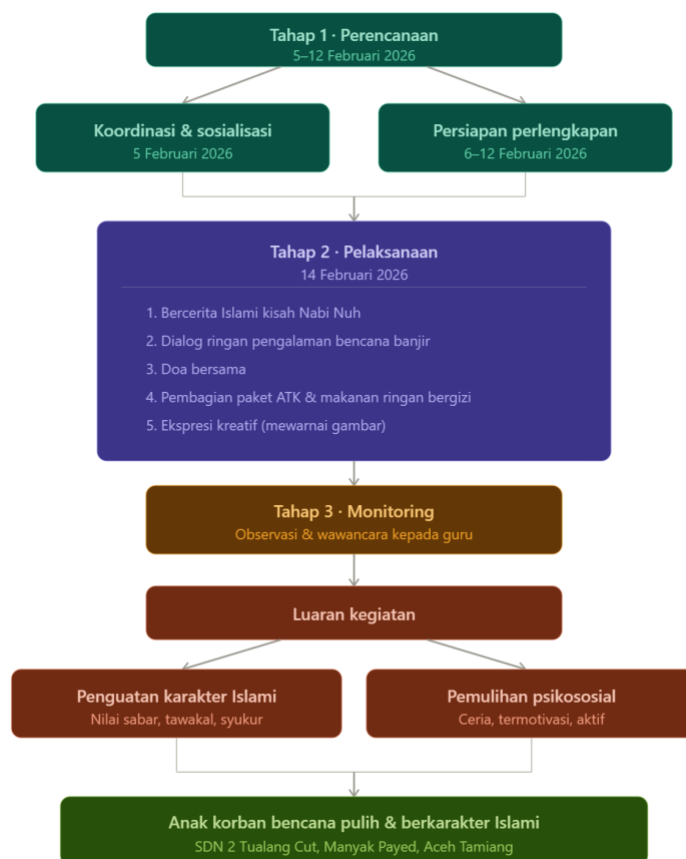 Tahap 1 · Perencanaan
5–12 Februari 2026
Koordinasi & sosialisasi
5 Februari 2026
Persiapan perlengkapan
6–12 Februari 2026
Tahap 2 · Pelaksanaan
14 Februari 2026
1. Bercerita Islami kisah Nabi Nuh
2. Dialog ringan pengalaman bencana banjir
3. Doa bersama
4. Pembagian paket ATK & makanan ringan bergizi
5. Ekspresi kreatif (mewarnai gambar)
Tahap 3 · Monitoring
Observasi & wawancara kepada guru
Luaran kegiatan
Penguatan karakter Islami
Nilai sabar, tawakal, syukur
Pemulihan psikososial
Ceria, termotivasi, aktif
Anak korban bencana pulih & berkarakter Islami
SDN 2 Tualang Cut, Manyak Payed, Aceh Tamiang